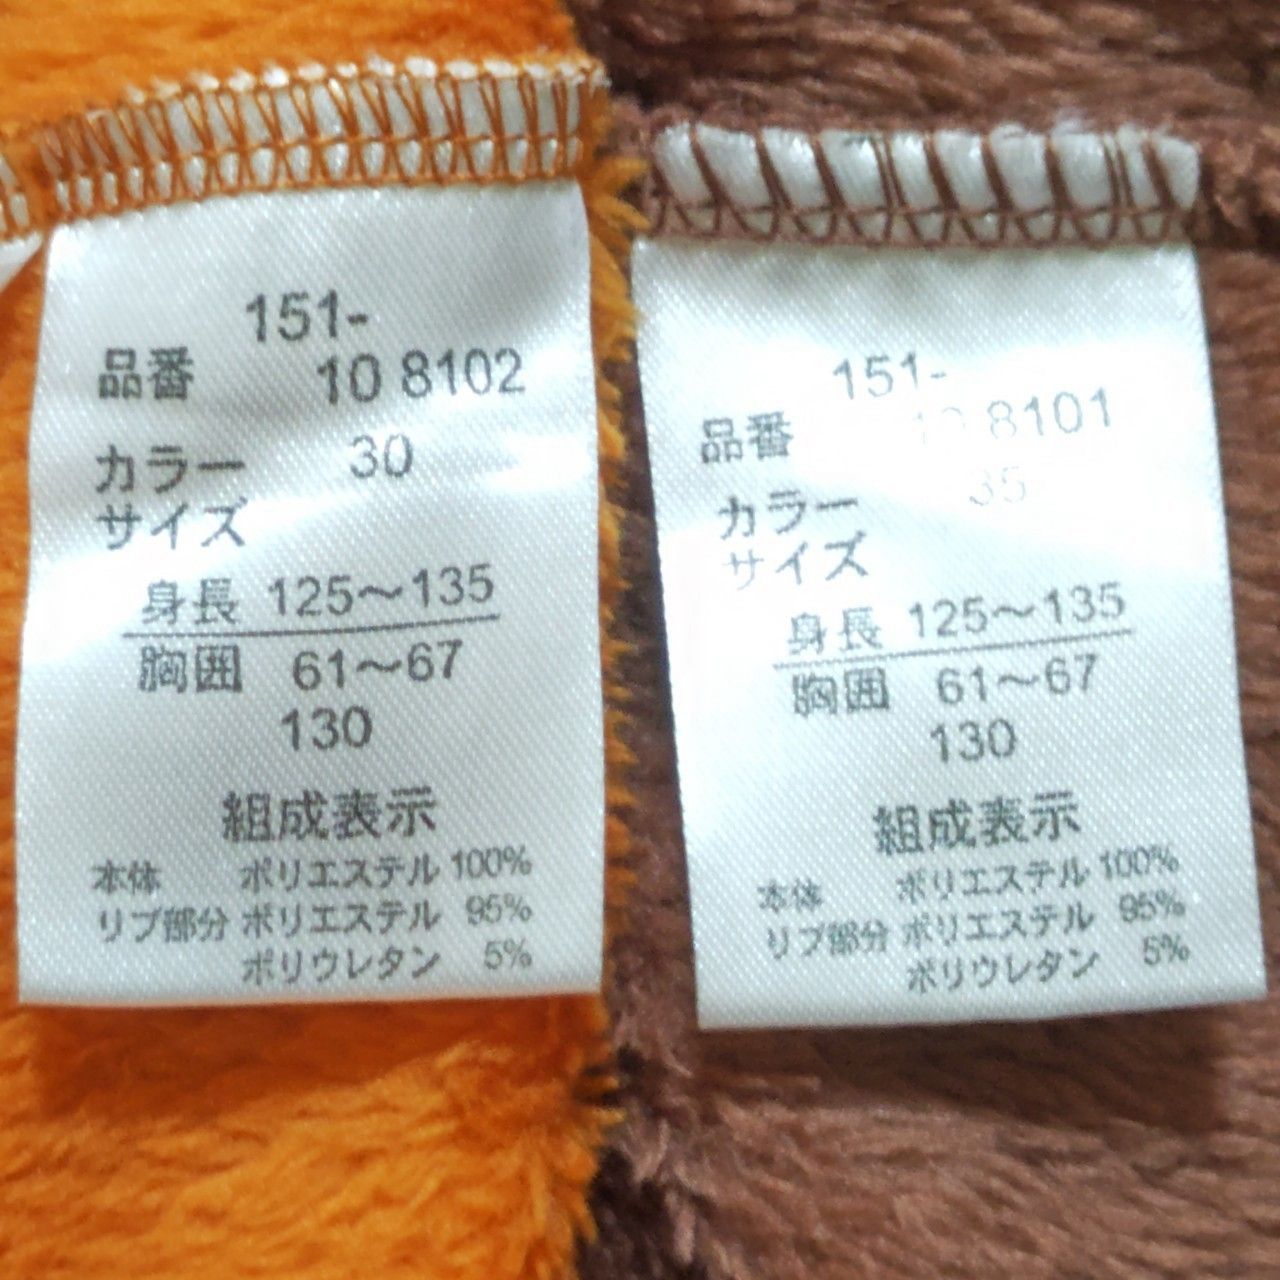 151-
品番 10 8102
カラー 30
サイズ
身長 125～135
胸囲 61～67
130
組成表示
本体 ポリエステル 100%
リブ部分 ポリエステル 95%
ポリウレタン 5%
151-
品番 10 8101
カラー 35
サイズ
身長 125～135
胸囲 61～67
130
組成表示
本体 ポリエステル 100%
リブ部分 ポリエステル 95%
ポリウレタン 5%